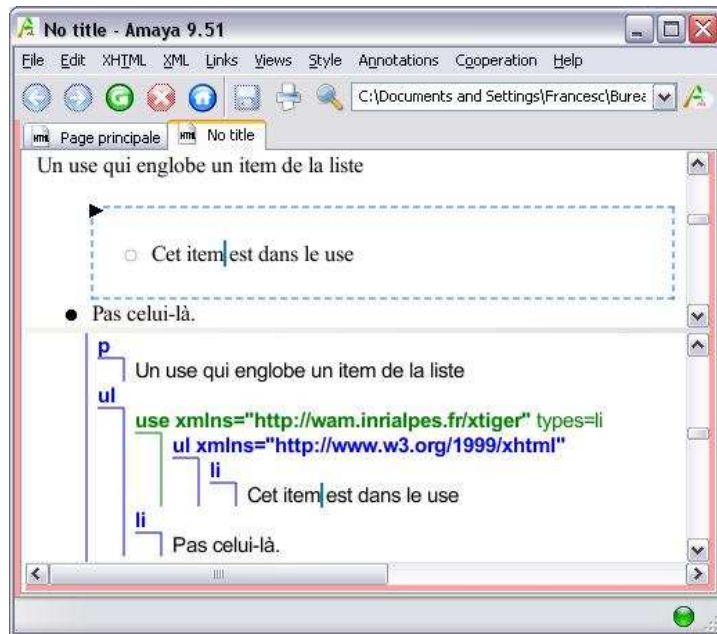 No title - Amaya 9.51
File Edit XHTML XML Links Views Style Annotations Cooperation Help
C:\Documents and Settings\Francesc\Burea
Page principale No title
Un use qui englobe un item de la liste
Cet item est dans le use
Pas celui-là.
p
Un use qui englobe un item de la liste
ul
use xmlns="http://wam.inrialpes.fr/xtiger" types=li
ul xmlns="http://www.w3.org/1999/xhtml"
li
Cet item est dans le use
li
Pas celui-là.